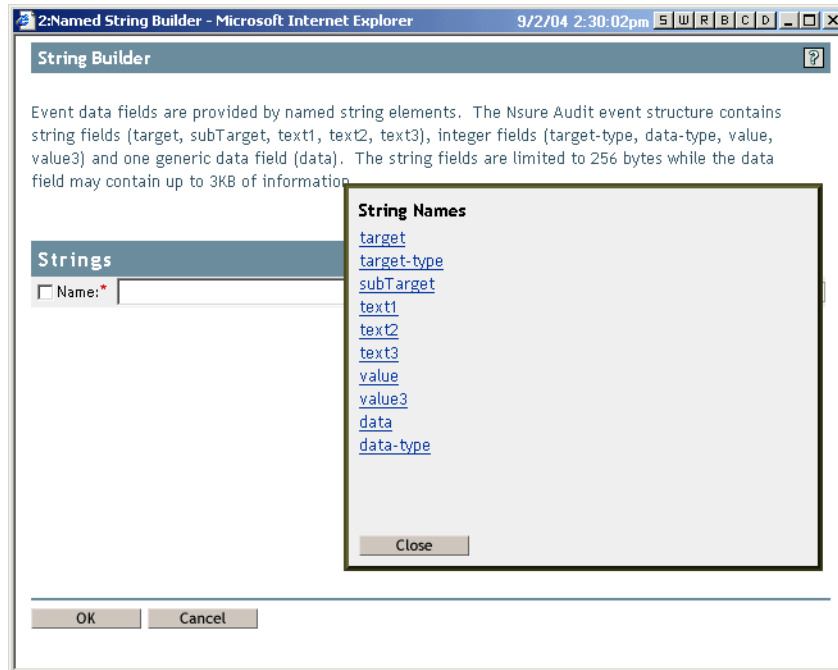 2:Named String Builder - Microsoft Internet Explorer 9/2/04 2:30:02pm S W R B C D
String Builder
?
Event data fields are provided by named string elements. The Nsure Audit event structure contains
string fields (target, subTarget, text1, text2, text3), integer fields (target-type, data-type, value,
value3) and one generic data field (data). The string fields are limited to 256 bytes while the data
field may contain up to 3KB of information
Strings
Name:*
String Names
target
target-type
subTarget
text1
text2
text3
value
value3
data
data-type
Close
OK Cancel